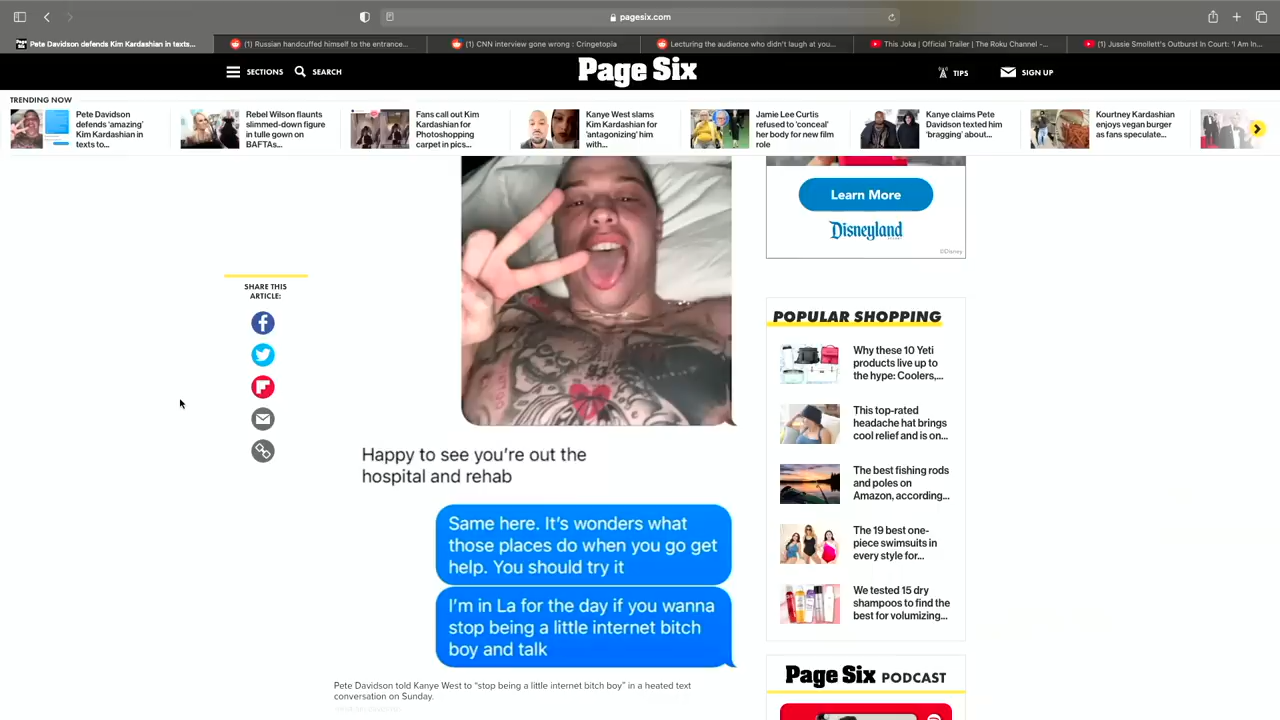 pagesix.com
Pete Davidson defends Kim Kardashian in texts...
(1) Russian handcuffed himself to the entrance...
(1) CNN interview gone wrong : Cringetopia
Lecturing the audience who didn't laugh at you...
This Joka | Official Trailer | The Roku Channel -...
(1) Jussie Smollett's Outburst In Court: 'I Am In...
SECTIONS
SEARCH
Page Six
TIPS
SIGN UP
TRENDING NOW
Pete Davidson
defends 'amazing'
Kim Kardashian in
texts to...
Rebel Wilson flaunts
slimmed-down figure
in tulle gown on
BAFTAs...
Fans call out Kim
Kardashian for
Photoshopping
carpet in pics...
Kanye West slams
Kim Kardashian for
'antagonizing' him
with...
Jamie Lee Curtis
refused to 'conceal'
her body for new film
role
Kanye claims Pete
Davidson texted him
'bragging' about...
Kourtney Kardashian
enjoys vegan burger
as fans speculate...
Learn More
Disneyland
©Disney
SHARE THIS
ARTICLE:
Happy to see you're out the
hospital and rehab
Same here. It's wonders what
those places do when you go get
help. You should try it
I'm in La for the day if you wanna
stop being a little internet bitch
boy and talk
Pete Davidson told Kanye West to "stop being a little internet bitch boy" in a heated text
conversation on Sunday.
POPULAR SHOPPING
Why these 10 Yeti
products live up to
the hype: Coolers,...
This top-rated
headache hat brings
cool relief and is on...
The best fishing rods
and poles on
Amazon, according...
The 19 best one-
piece swimsuits in
every style for...
We tested 15 dry
shampoos to find the
best for volumizing...
Page Six PODCAST